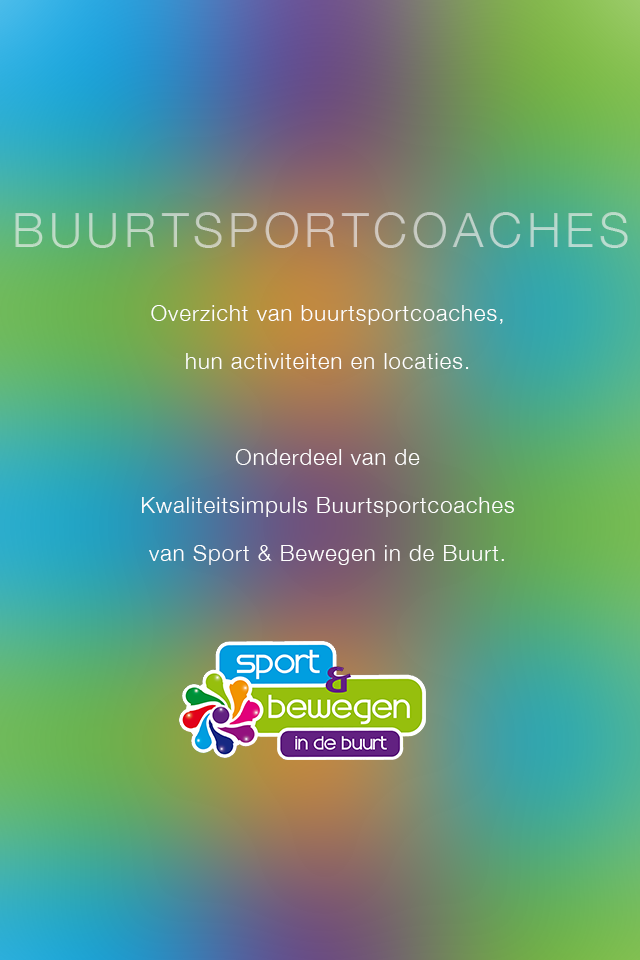 BUURTSPORTCOACHES
Overzicht van buurtsportcoaches,
hun activiteiten en locaties.
Onderdeel van de
Kwaliteitsimpuls Buurtsportcoaches
van Sport & Bewegen in de Buurt.
sport
&
bewegen
in de buurt